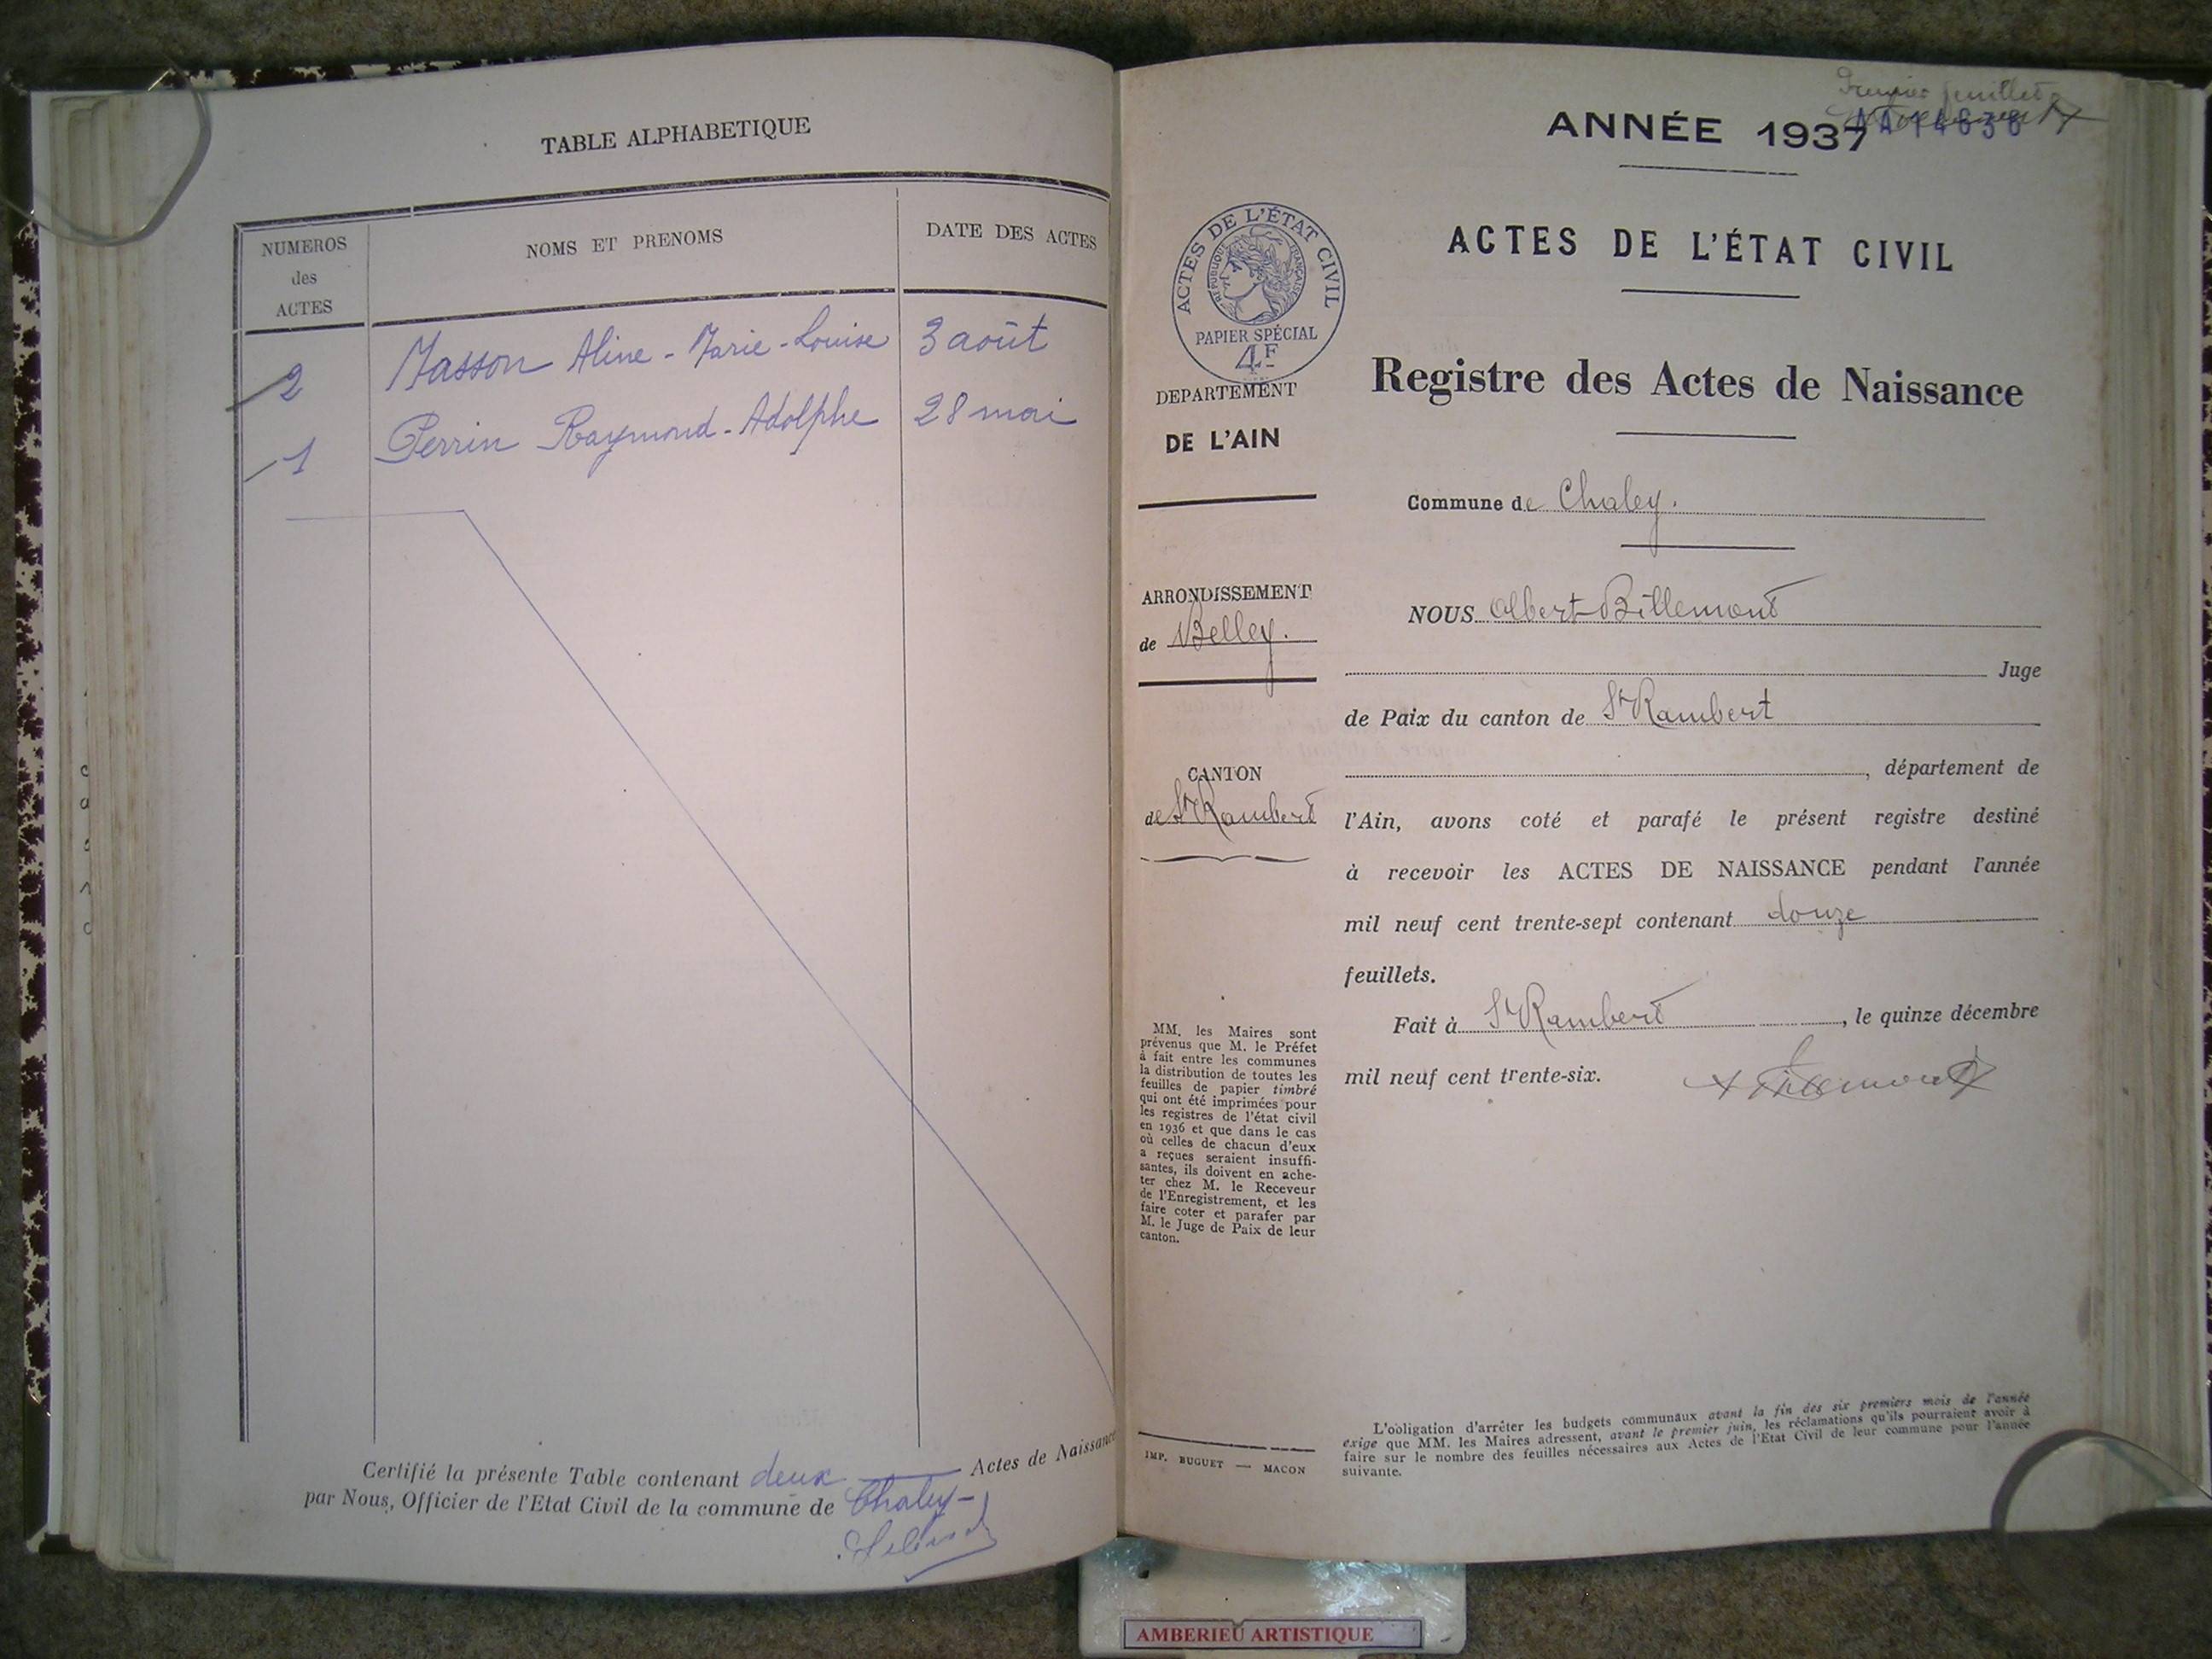 TABLE ALPHABETIQUE
NUMEROS
des
ACTES
NOMS ET PRENOMS
DATE DES ACTES
2 Masson Aline - Marie - Louise 3 août
1 Perrin Raymond - Adolphe 28 mai
Certifié la présente Table contenant deux Actes de Naissance
par Nous, Officier de l'Etat Civil de la commune de Chaley -
Premier feuillet
AA 14636
ANNÉE 1937
ACTES DE L'ÉTAT CIVIL
Registre des Actes de Naissance
ACTES DE L'ÉTAT CIVIL
RÉPUBLIQUE FRANÇAISE
PAPIER SPÉCIAL
4F
DEPARTEMENT
DE L'AIN
ARRONDISSEMENT
de Belley.
CANTON
de St Rambert
MM. les Maires sont
prévenus que M. le Préfet
à fait entre les communes
la distribution de toutes les
feuilles de papier timbré
qui ont été imprimées pour
les registres de l'état civil
en 1936 et que dans le cas
où celles de chacun d'eux
a reçues seraient insuffi-
santes, ils doivent en ache-
ter chez M. le Receveur
de l'Enregistrement, et les
faire coter et parafer par
M. le Juge de Paix de leur
canton.
IMP. BUGUET — MACON
Commune de Chaley.
NOUS Albert Billemont
Juge
de Paix du canton de St Rambert
, département de
l'Ain, avons coté et parafé le présent registre destiné
à recevoir les ACTES DE NAISSANCE pendant l'année
mil neuf cent trente-sept contenant douze
feuillets.
Fait à St Rambert , le quinze décembre
mil neuf cent trente-six.
L'obligation d'arrêter les budgets communaux avant la fin des six premiers mois de l'année
exige que MM. les Maires adressent, avant le premier juin, les réclamations qu'ils pourraient avoir à
faire sur le nombre des feuilles nécessaires aux Actes de l'Etat Civil de leur commune pour l'année
suivante.
AMBERIEU ARTISTIQUE